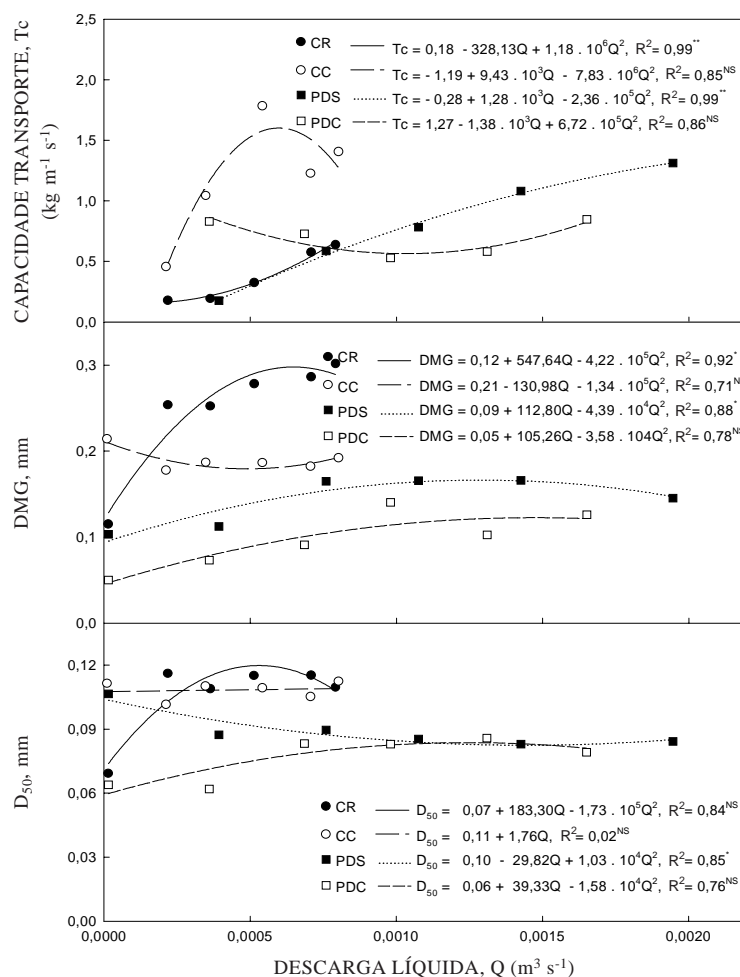 CAPACIDADE TRANSPORTE, Tc
(kg m⁻¹ s⁻¹)
2,5
2,0
1,5
1,0
0,5
0,0
CR Tc = 0,18 - 328,13Q + 1,18 . 10⁶Q², R²= 0,99**
CC Tc = - 1,19 + 9,43 . 10³Q - 7,83 . 10⁶Q², R²= 0,85NS
PDS Tc = - 0,28 + 1,28 . 10³Q - 2,36 . 10⁵Q², R²= 0,99**
PDC Tc = 1,27 - 1,38 . 10³Q + 6,72 . 10⁵Q², R²= 0,86NS
DMG, mm
0,3
0,2
0,1
0,0
CR DMG = 0,12 + 547,64Q - 4,22 . 10⁵Q², R²= 0,92*
CC DMG = 0,21 - 130,98Q - 1,34 . 10⁵Q², R²= 0,71N
PDS DMG = 0,09 + 112,80Q - 4,39 . 10⁴Q², R²= 0,88*
PDC DMG = 0,05 + 105,26Q - 3,58 . 104Q², R²= 0,78N
D₅₀, mm
0,12
0,09
0,06
0,03
0,00
CR D₅₀ = 0,07 + 183,30Q - 1,73 . 10⁵Q², R²= 0,84NS
CC D₅₀ = 0,11 + 1,76Q, R²= 0,02NS
PDS D₅₀ = 0,10 - 29,82Q + 1,03 . 10⁴Q², R²= 0,85*
PDC D₅₀ = 0,06 + 39,33Q - 1,58 . 10⁴Q², R²= 0,76NS
0,0000 0,0005 0,0010 0,0015 0,0020
DESCARGA LÍQUIDA, Q (m³ s⁻¹)